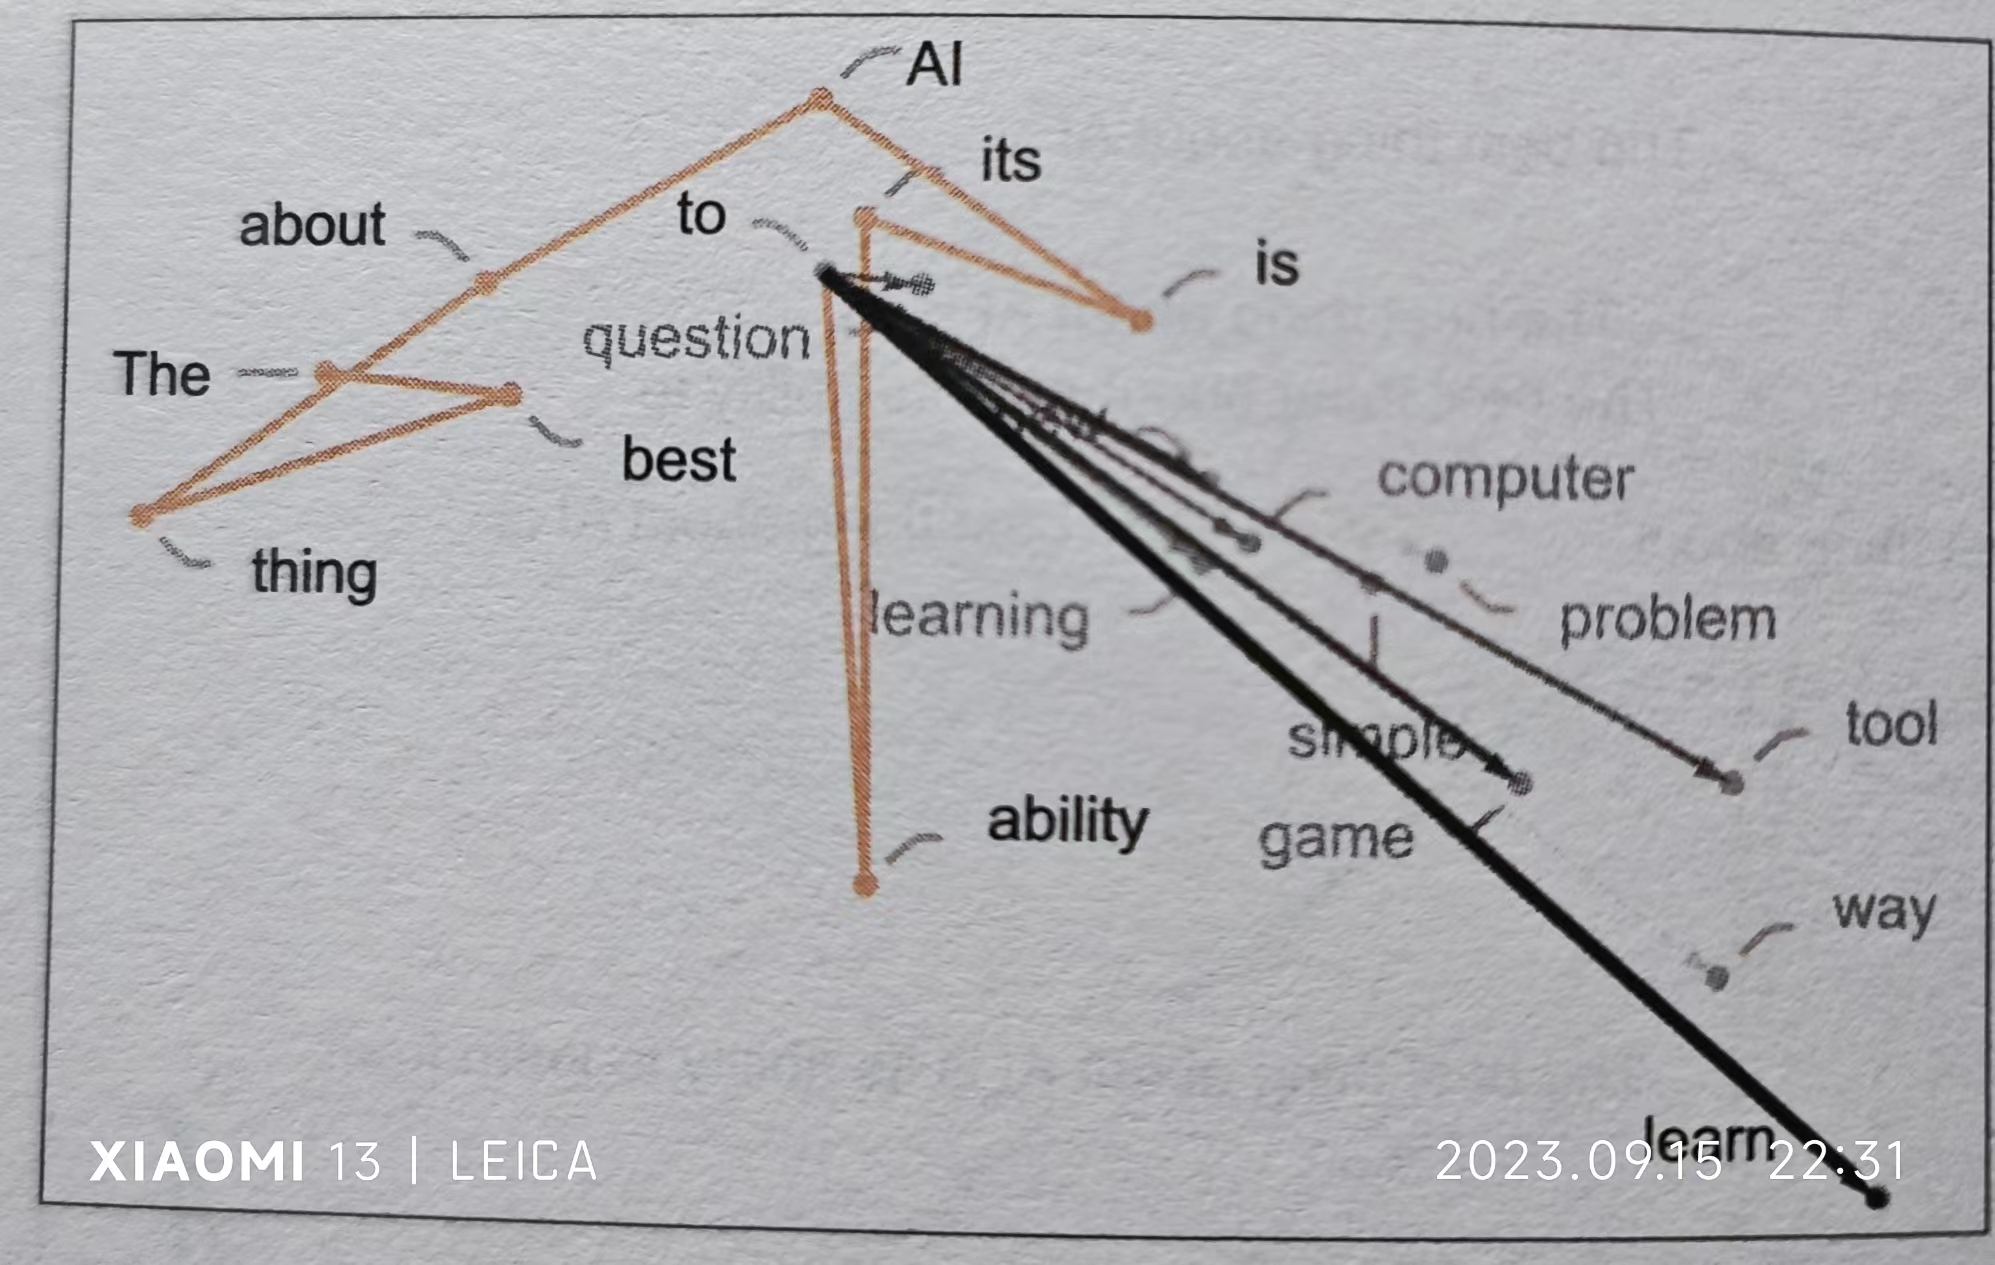 AI
its
to
about
is
question
The
best
computer
thing
learning
problem
simple
tool
ability
game
way
learn
XIAOMI 13 | LEICA
2023.09.15 22:31